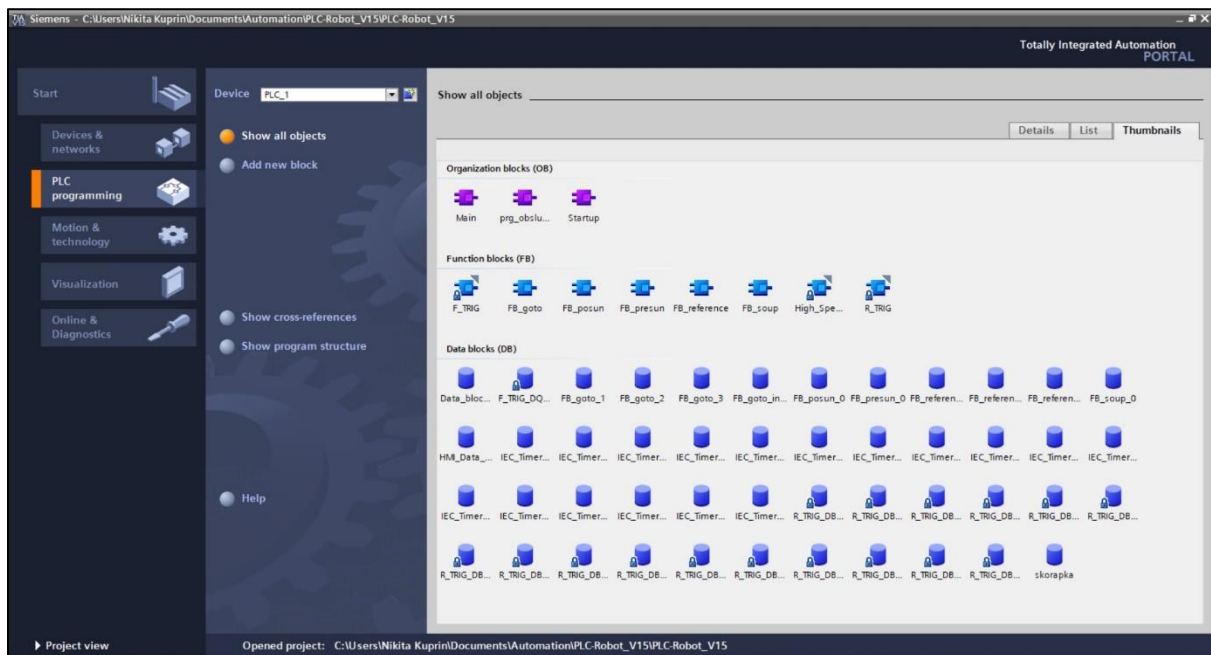 Siemens - C:\Users\Nikita Kuprin\Documents\Automation\PLC-Robot_V15\PLC-Robot_V15
Totally Integrated Automation
PORTAL
Start
Devices &
networks
PLC
programming
Motion &
technology
Visualization
Online &
Diagnostics
Project view
Device PLC_1
Show all objects
Add new block
Show cross-references
Show program structure
Help
Show all objects
Details List Thumbnails
Organization blocks (OB)
Main prg_obslu... Startup
Function blocks (FB)
F_TRIG FB_goto FB_posun FB_presun FB_reference FB_soup High_Spe... R_TRIG
Data blocks (DB)
Data_bloc... F_TRIG_DQ... FB_goto_1 FB_goto_2 FB_goto_3 FB_goto_in... FB_posun_0 FB_presun_0 FB_referen... FB_referen... FB_referen... FB_soup_0
HMI_Data_... IEC_Timer... IEC_Timer... IEC_Timer... IEC_Timer... IEC_Timer... IEC_Timer... IEC_Timer... IEC_Timer... IEC_Timer... IEC_Timer... IEC_Timer...
IEC_Timer... IEC_Timer... IEC_Timer... IEC_Timer... IEC_Timer... IEC_Timer... R_TRIG_DB... R_TRIG_DB... R_TRIG_DB... R_TRIG_DB... R_TRIG_DB... R_TRIG_DB...
R_TRIG_DB... R_TRIG_DB... R_TRIG_DB... R_TRIG_DB... R_TRIG_DB... R_TRIG_DB... R_TRIG_DB... R_TRIG_DB... R_TRIG_DB... R_TRIG_DB... skorapka
Opened project: C:\Users\Nikita Kuprin\Documents\Automation\PLC-Robot_V15\PLC-Robot_V15